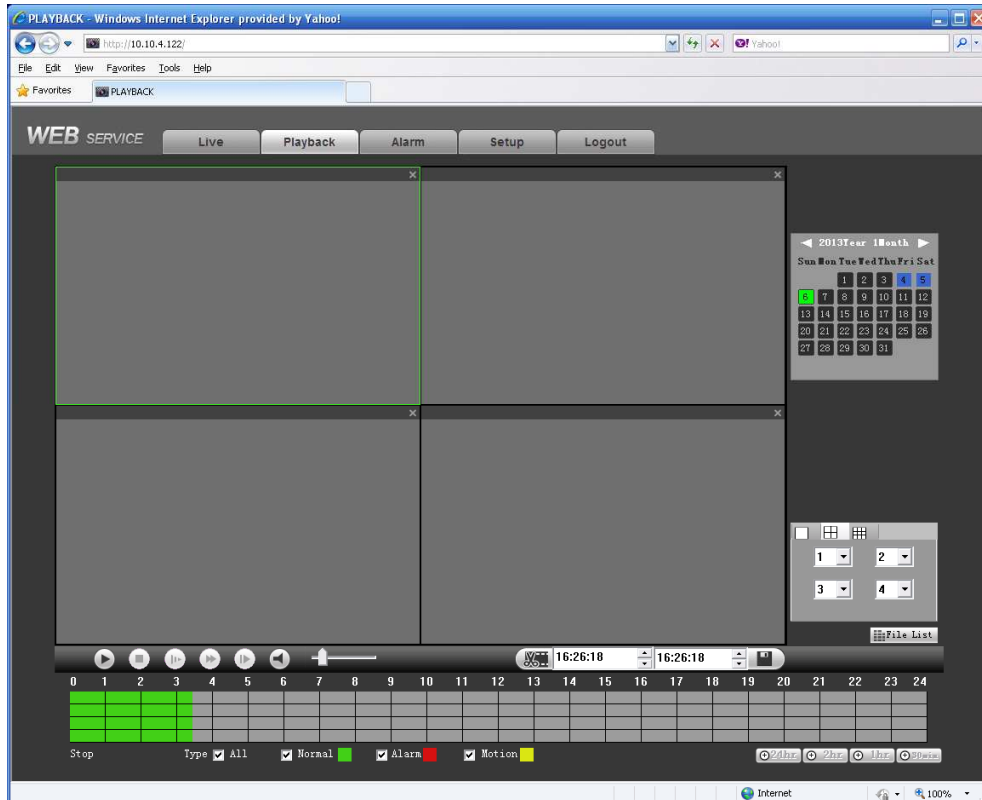 PLAYBACK - Windows Internet Explorer provided by Yahoo!
http://10.10.4.122/
Yahoo!
File Edit View Favorites Tools Help
Favorites PLAYBACK
WEB SERVICE Live Playback Alarm Setup Logout
2013Year 1Month
Sun Mon Tue Wed Thu Fri Sat
1 2 3 4 5
6 7 8 9 10 11 12
13 14 15 16 17 18 19
20 21 22 23 24 25 26
27 28 29 30 31
1 2
3 4
File List
16:26:18 16:26:18
0 1 2 3 4 5 6 7 8 9 10 11 12 13 14 15 16 17 18 19 20 21 22 23 24
Stop Type All Normal Alarm Motion 24hr 2hr 1hr 30min
Internet 100%